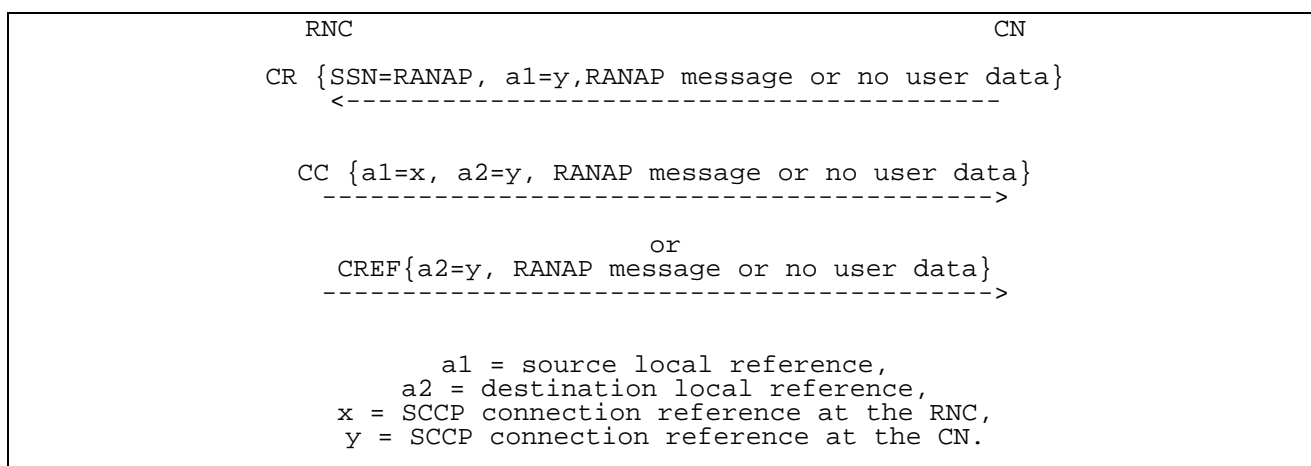 RNC CN
CR {SSN=RANAP, a1=y,RANAP message or no user data}
<-----------------------------------------
CC {a1=x, a2=y, RANAP message or no user data}
------------------------------------------>
or
CREF{a2=y, RANAP message or no user data}
------------------------------------------>
a1 = source local reference,
a2 = destination local reference,
x = SCCP connection reference at the RNC,
y = SCCP connection reference at the CN.